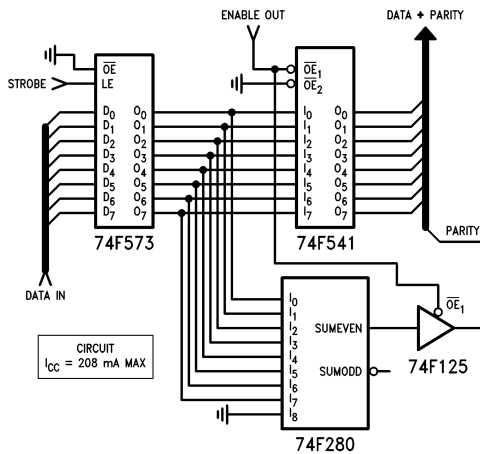 ENABLE OUT
DATA + PARITY
OE
LE
STROBE
OE1
OE2
D0
D1
D2
D3
D4
D5
D6
D7
O0
O1
O2
O3
O4
O5
O6
O7
I0
I1
I2
I3
I4
I5
I6
I7
O0
O1
O2
O3
O4
O5
O6
O7
74F573
74F541
PARITY
DATA IN
I0
I1
I2
I3
I4
I5
I6
I7
I8
SUMEVEN
SUMODD
OE1
74F125
CIRCUIT
ICC = 208 mA MAX
74F280